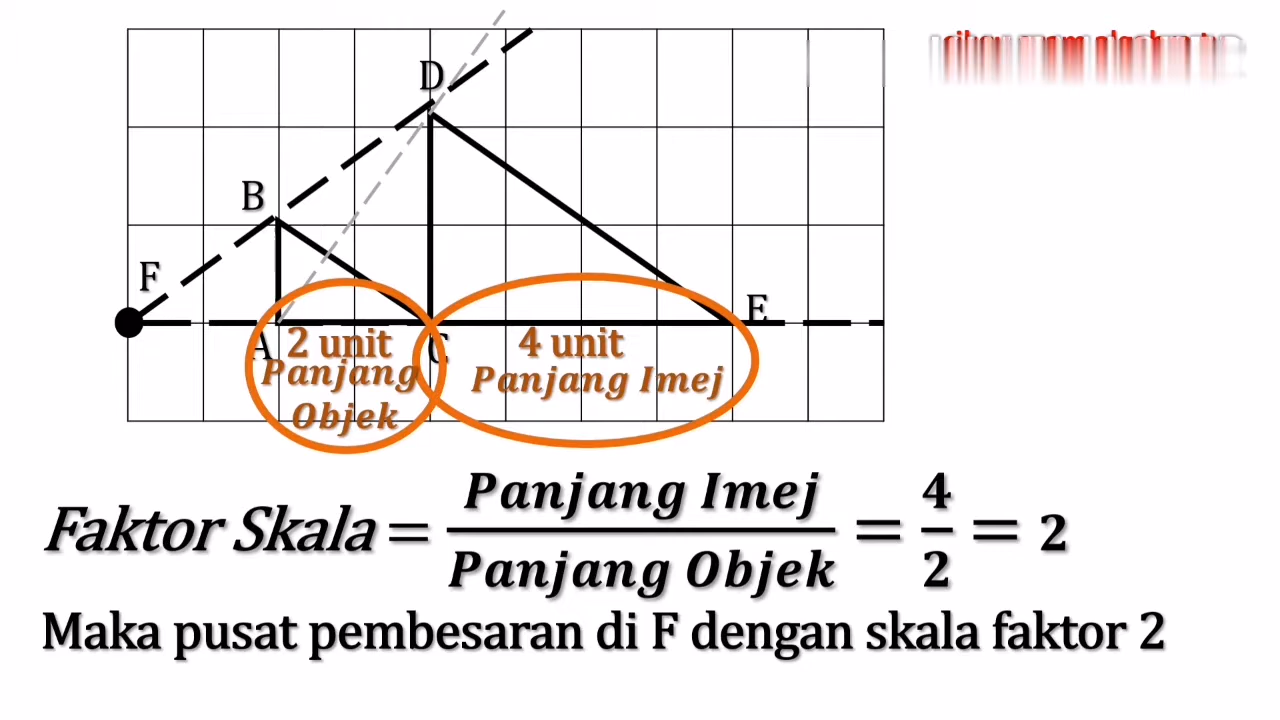 D
B
F
E
A
C
2 unit
Panjang
Objek
4 unit
Panjang Imej
Faktor Skala = Panjang Imej / Panjang Objek = 4/2 = 2
Maka pusat pembesaran di F dengan skala faktor 2